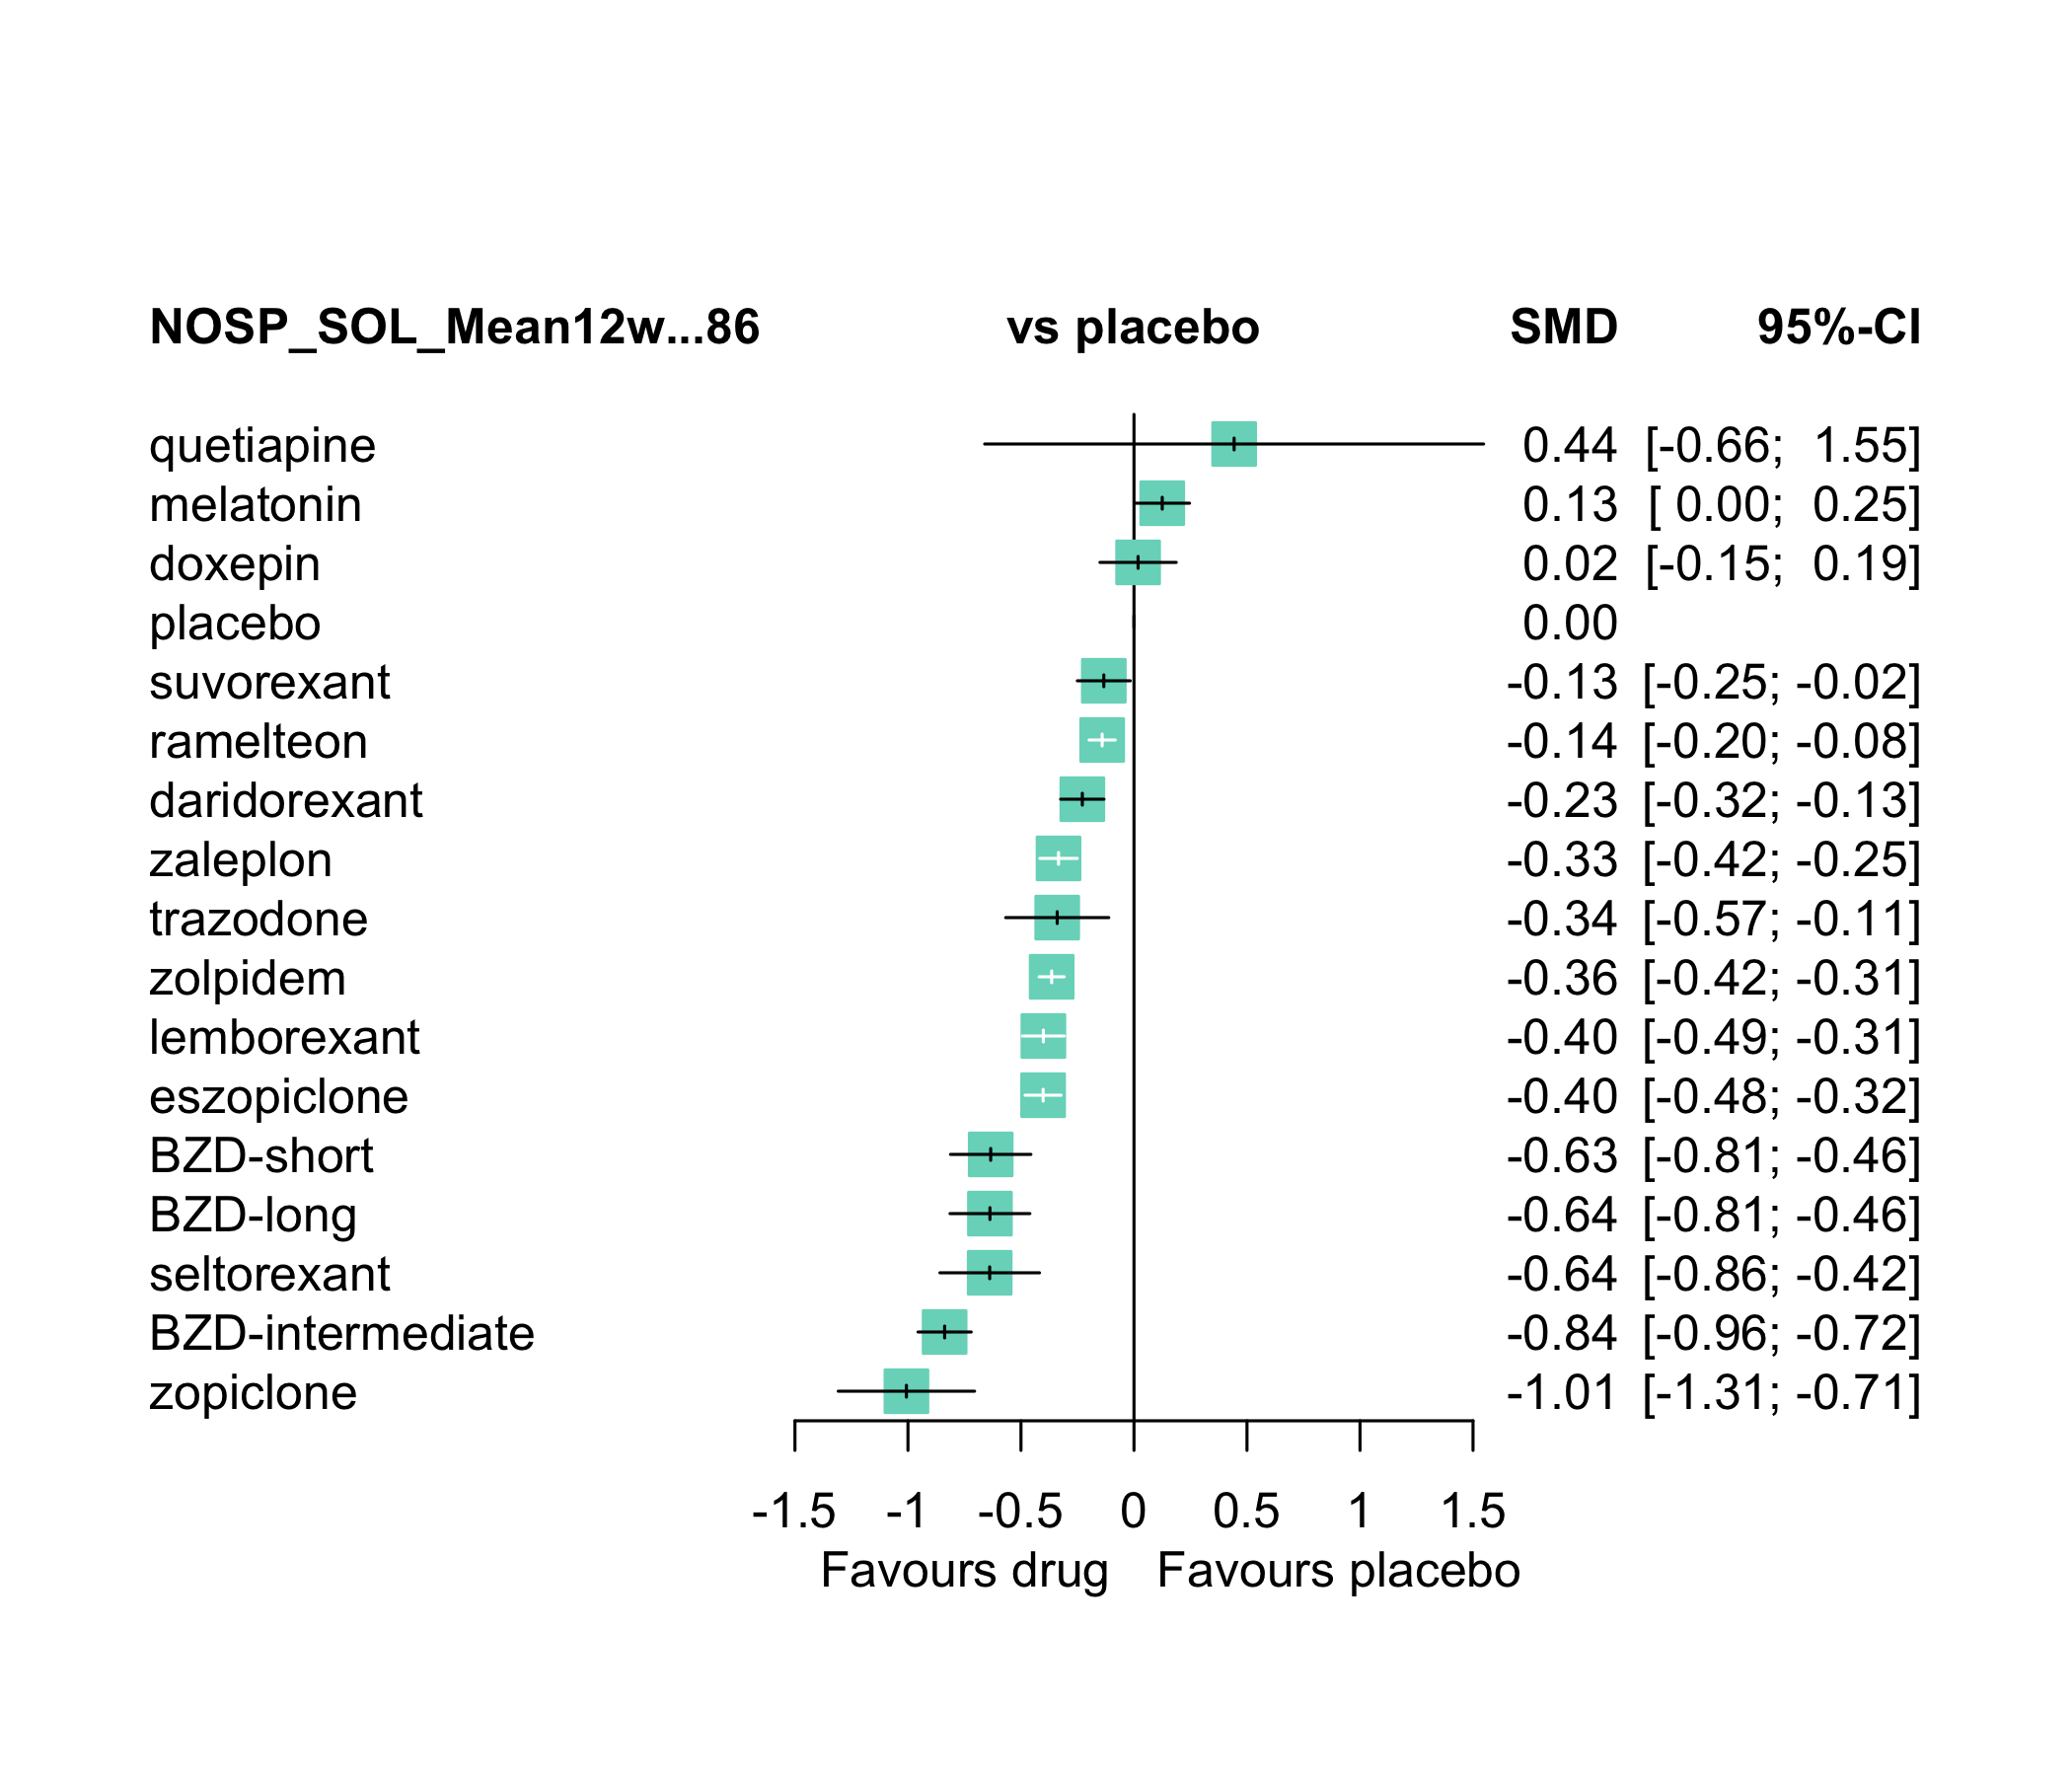 NOSP_SOL_Mean12w...86 vs placebo SMD 95%-CI
quetiapine 0.44 [-0.66; 1.55]
melatonin 0.13 [ 0.00; 0.25]
doxepin 0.02 [-0.15; 0.19]
placebo 0.00
suvorexant -0.13 [-0.25; -0.02]
ramelteon -0.14 [-0.20; -0.08]
daridorexant -0.23 [-0.32; -0.13]
zaleplon -0.33 [-0.42; -0.25]
trazodone -0.34 [-0.57; -0.11]
zolpidem -0.36 [-0.42; -0.31]
lemborexant -0.40 [-0.49; -0.31]
eszopiclone -0.40 [-0.48; -0.32]
BZD-short -0.63 [-0.81; -0.46]
BZD-long -0.64 [-0.81; -0.46]
seltorexant -0.64 [-0.86; -0.42]
BZD-intermediate -0.84 [-0.96; -0.72]
zopiclone -1.01 [-1.31; -0.71]
-1.5 -1 -0.5 0 0.5 1 1.5
Favours drug Favours placebo